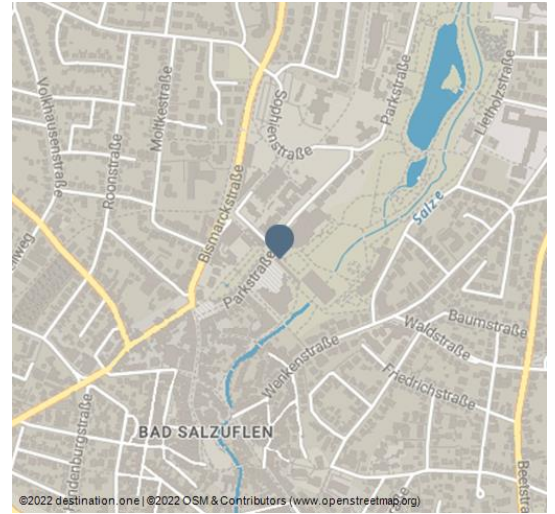 Volkhausenstraße
Roonstraße
Moltkestraße
Bismarckstraße
Sophienstraße
Parkstraße
Lietholzstraße
Salze
Parkstraße
Wenkenstraße
Waldstraße
Baumstraße
Friedrichstraße
BAD SALZUFLEN
Beetstraße
©2022 destination.one | ©2022 OSM & Contributors (www.openstreetmap.org)